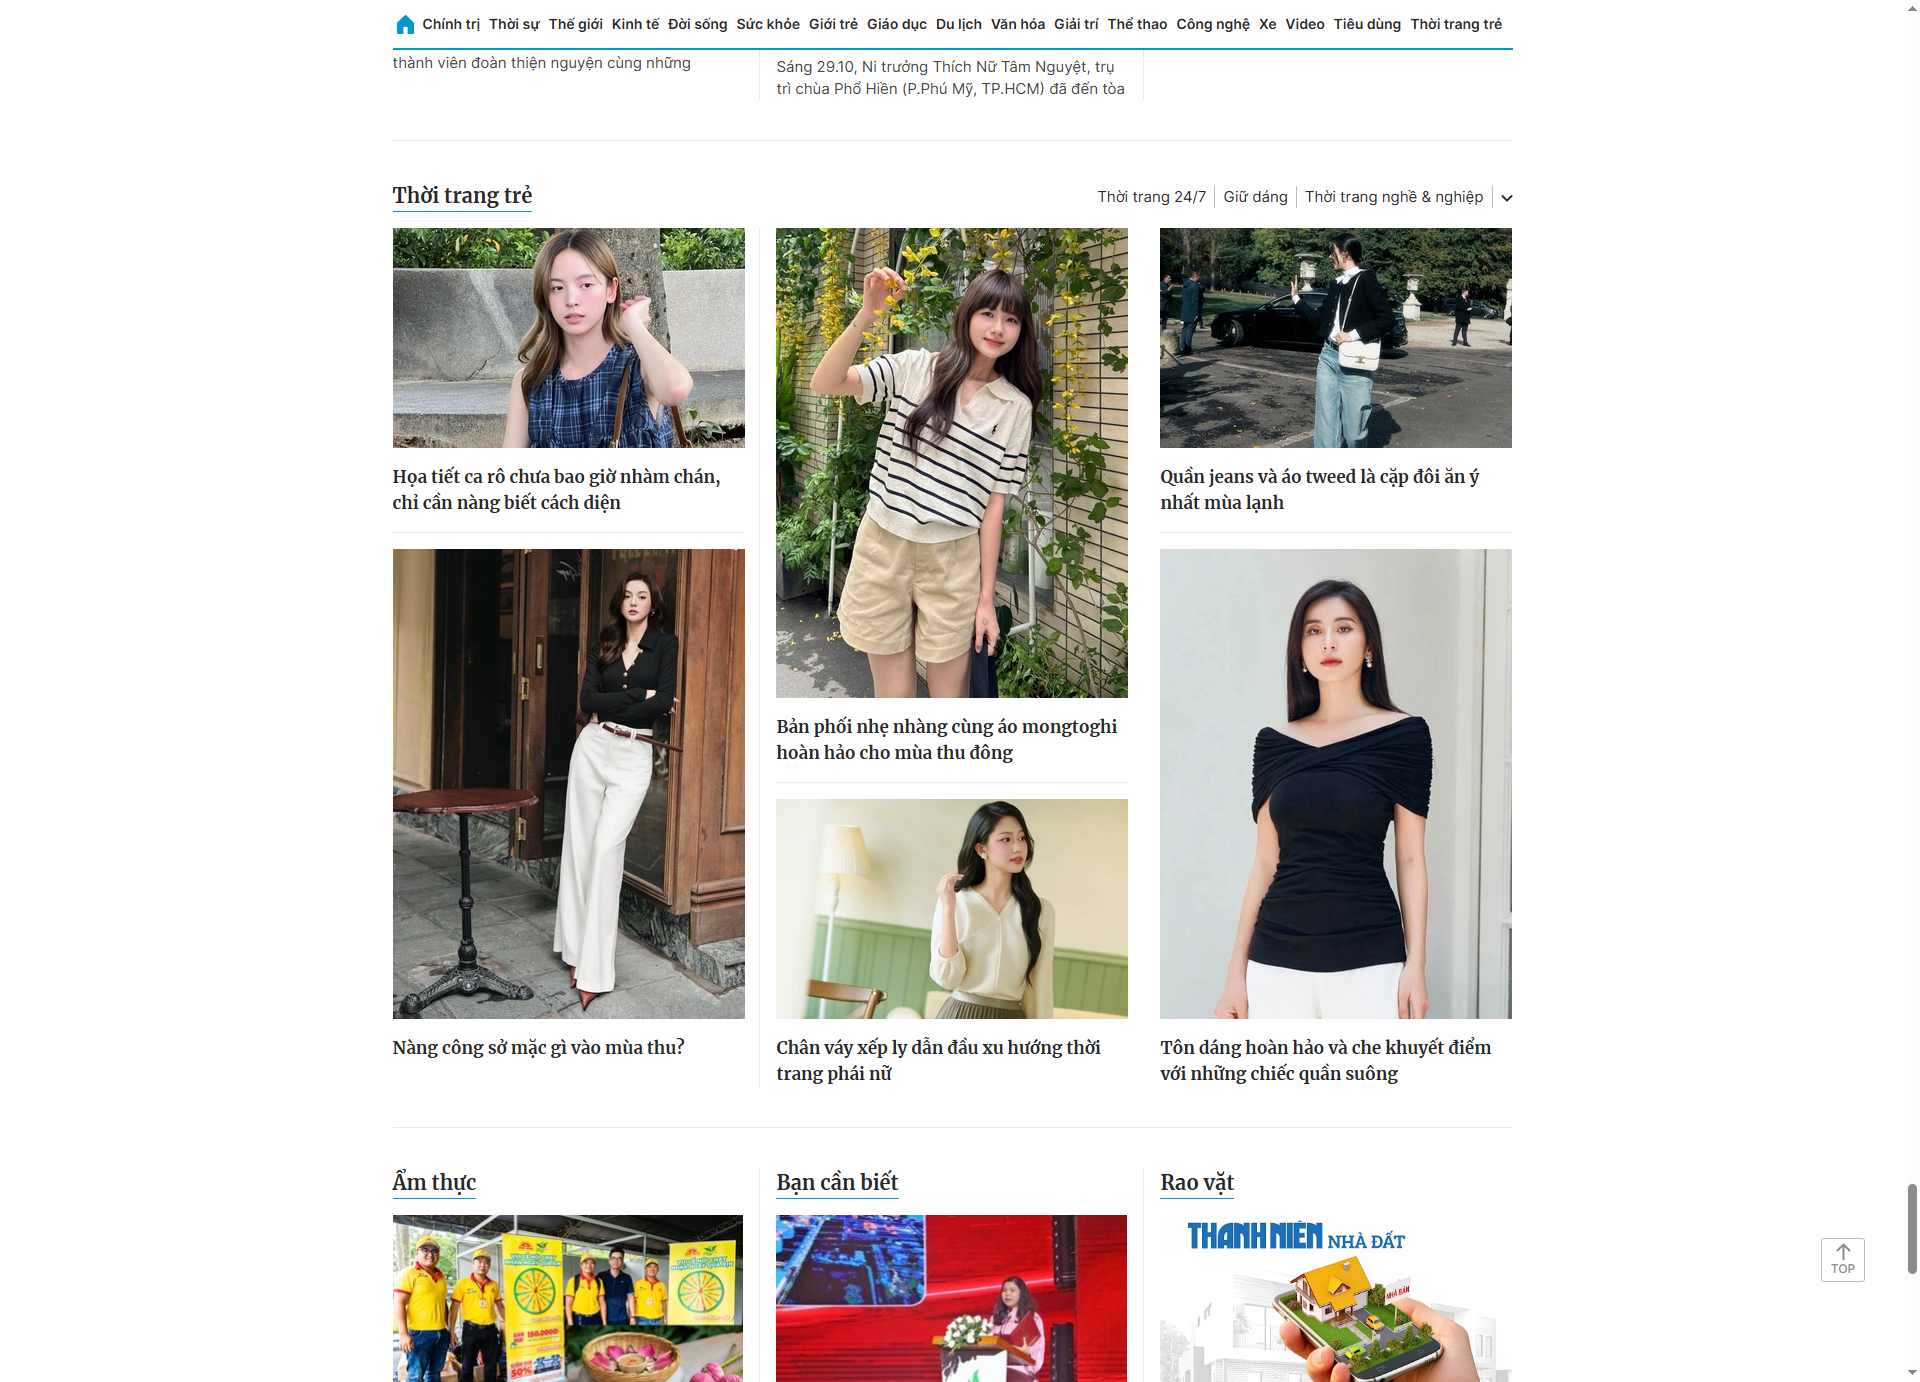 Chính trị Thời sự Thế giới Kinh tế Đời sống Sức khỏe Giới trẻ Giáo dục Du lịch Văn hóa Giải trí Thể thao Công nghệ Xe Video Tiêu dùng Thời trang trẻ
thành viên đoàn thiện nguyện cùng những
Sáng 29.10, Ni trưởng Thích Nữ Tâm Nguyệt, trụ
trì chùa Phổ Hiền (P.Phú Mỹ, TP.HCM) đã đến tòa
Thời trang trẻ
Thời trang 24/7
Giữ dáng
Thời trang nghề & nghiệp
Họa tiết ca rô chưa bao giờ nhàm chán,
chỉ cần nàng biết cách diện
Quần jeans và áo tweed là cặp đôi ăn ý
nhất mùa lạnh
Bản phối nhẹ nhàng cùng áo mongtoghi
hoàn hảo cho mùa thu đông
Nàng công sở mặc gì vào mùa thu?
Chân váy xếp ly dẫn đầu xu hướng thời
trang phái nữ
Tôn dáng hoàn hảo và che khuyết điểm
với những chiếc quần suông
Ẩm thực
Bạn cần biết
Rao vặt
THANH NIÊN NHÀ ĐẤT
NHÀ BÁN
150.000Đ
50%
TOP